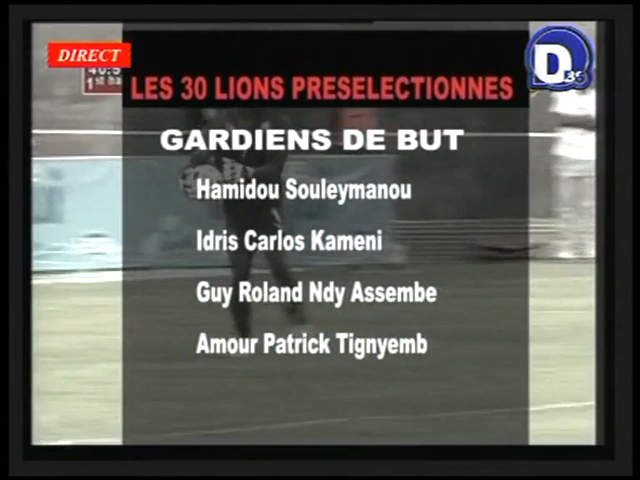 DIRECT
LES 30 LIONS PRESELECTIONNES
GARDIENS DE BUT
Hamidou Souleymanou
Idris Carlos Kameni
Guy Roland Ndy Assembe
Amour Patrick Tignyemb